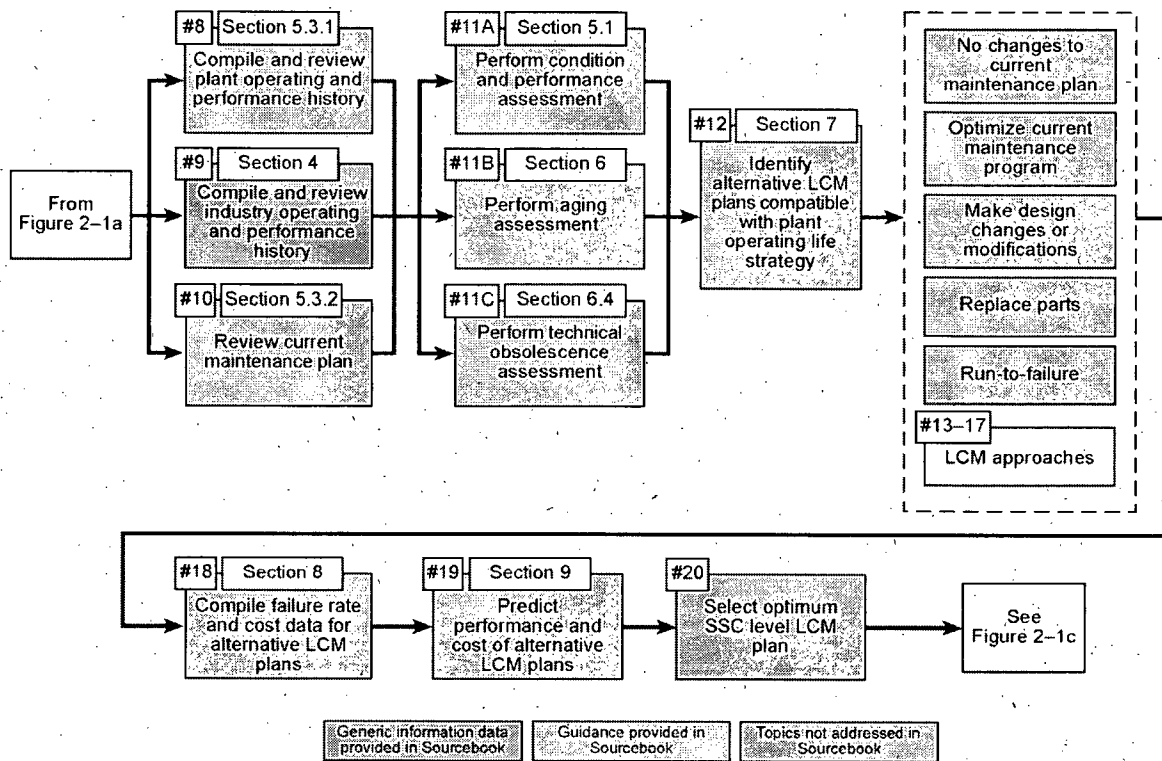 From
Figure 2–1a
#8 Section 5.3.1
Compile and review
plant operating and
performance history
#9 Section 4
Compile and review
industry operating
and performance
history
#10 Section 5.3.2
Review current
maintenance plan
#11A Section 5.1
Perform condition
and performance
assessment
#11B Section 6
Perform aging
assessment
#11C Section 6.4
Perform technical
obsolescence
assessment
#12 Section 7
Identify
alternative LCM
plans compatible
with plant
operating life
strategy
No changes to
current
maintenance plan
Optimize current
maintenance
program
Make design
changes or
modifications
Replace parts
Run-to-failure
#13–17
LCM approaches
#18 Section 8
Compile failure rate
and cost data for
alternative LCM
plans
#19 Section 9
Predict
performance and
cost of alternative
LCM plans
#20
Select optimum
SSC level LCM
plan
See
Figure 2–1c
Generic information data
provided in Sourcebook
Guidance provided in
Sourcebook
Topics not addressed in
Sourcebook